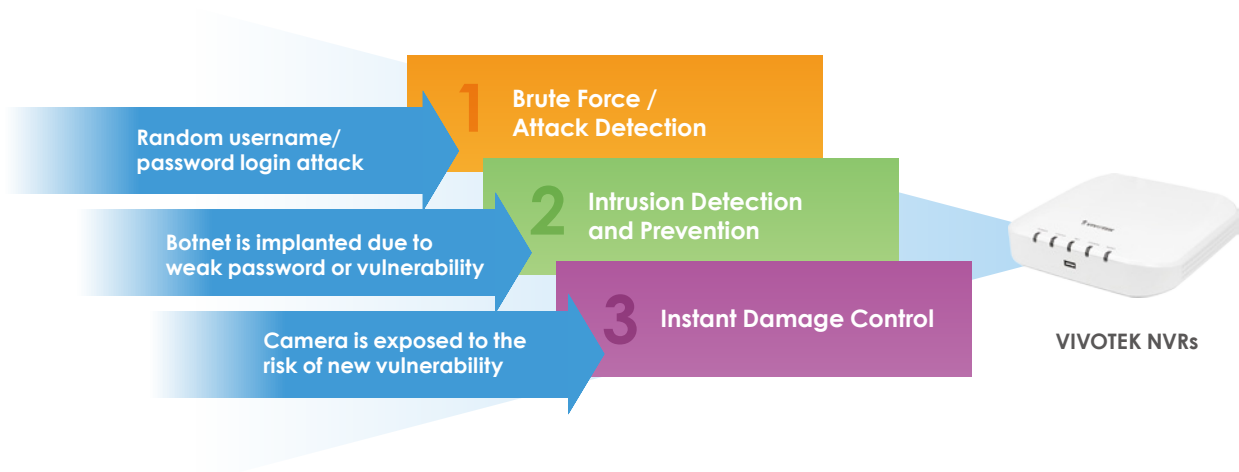 1
Brute Force /
Attack Detection
Random username/
password login attack
2
Intrusion Detection
and Prevention
Botnet is implanted due to
weak password or vulnerability
3
Instant Damage Control
Camera is exposed to the
risk of new vulnerability
VIVOTEK NVRs